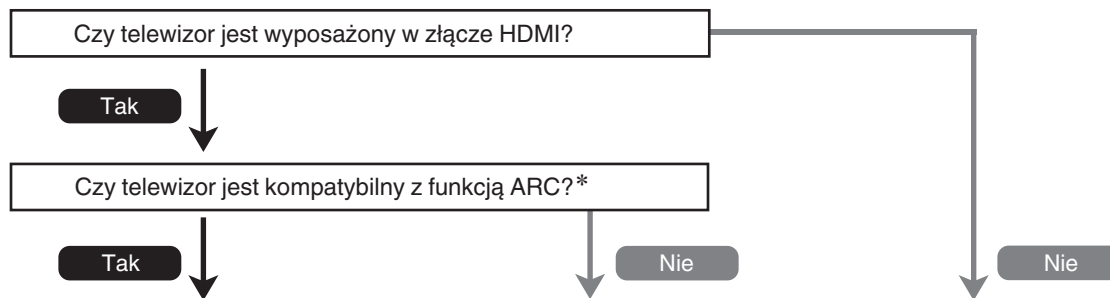 Czy telewizor jest wyposażony w złącze HDMI?
Tak
Czy telewizor jest kompatybilny z funkcją ARC?*
Tak
Nie
Nie